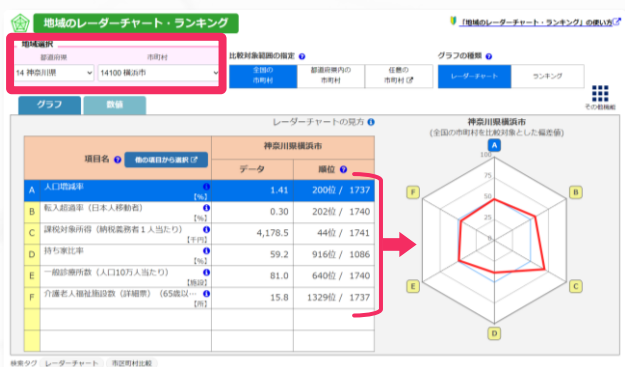 地域のレーダーチャート・ランキング
「地域のレーダーチャート・ランキング」の使い方
地域選択
都道府県
市町村
14 神奈川県
14100 横浜市
比較対象範囲の指定
全国の
市町村
都道府県内の
市町村
任意の
市町村
グラフの種類
レーダーチャート
ランキング
その他機能
グラフ
数値
レーダーチャートの見方
項目名
他の項目から選択
神奈川県横浜市
データ
順位
A 人口増減率 【%】 1.41 200位 / 1737
B 転入超過率（日本人移動者） 【%】 0.30 202位 / 1740
C 課税対象所得（納税義務者１人当たり） 【千円】 4,178.5 44位 / 1741
D 持ち家比率 【%】 59.2 916位 / 1086
E 一般診療所数（人口10万人当たり） 【施設】 81.0 640位 / 1740
F 介護老人福祉施設数（詳細票）（65歳以… 【所】 15.8 1329位 / 1737
神奈川県横浜市
(全国の市町村を比較対象とした偏差値)
A
100
75
50
25
0
F
B
E
C
D
検索タグ
レーダーチャート
市区町村比較